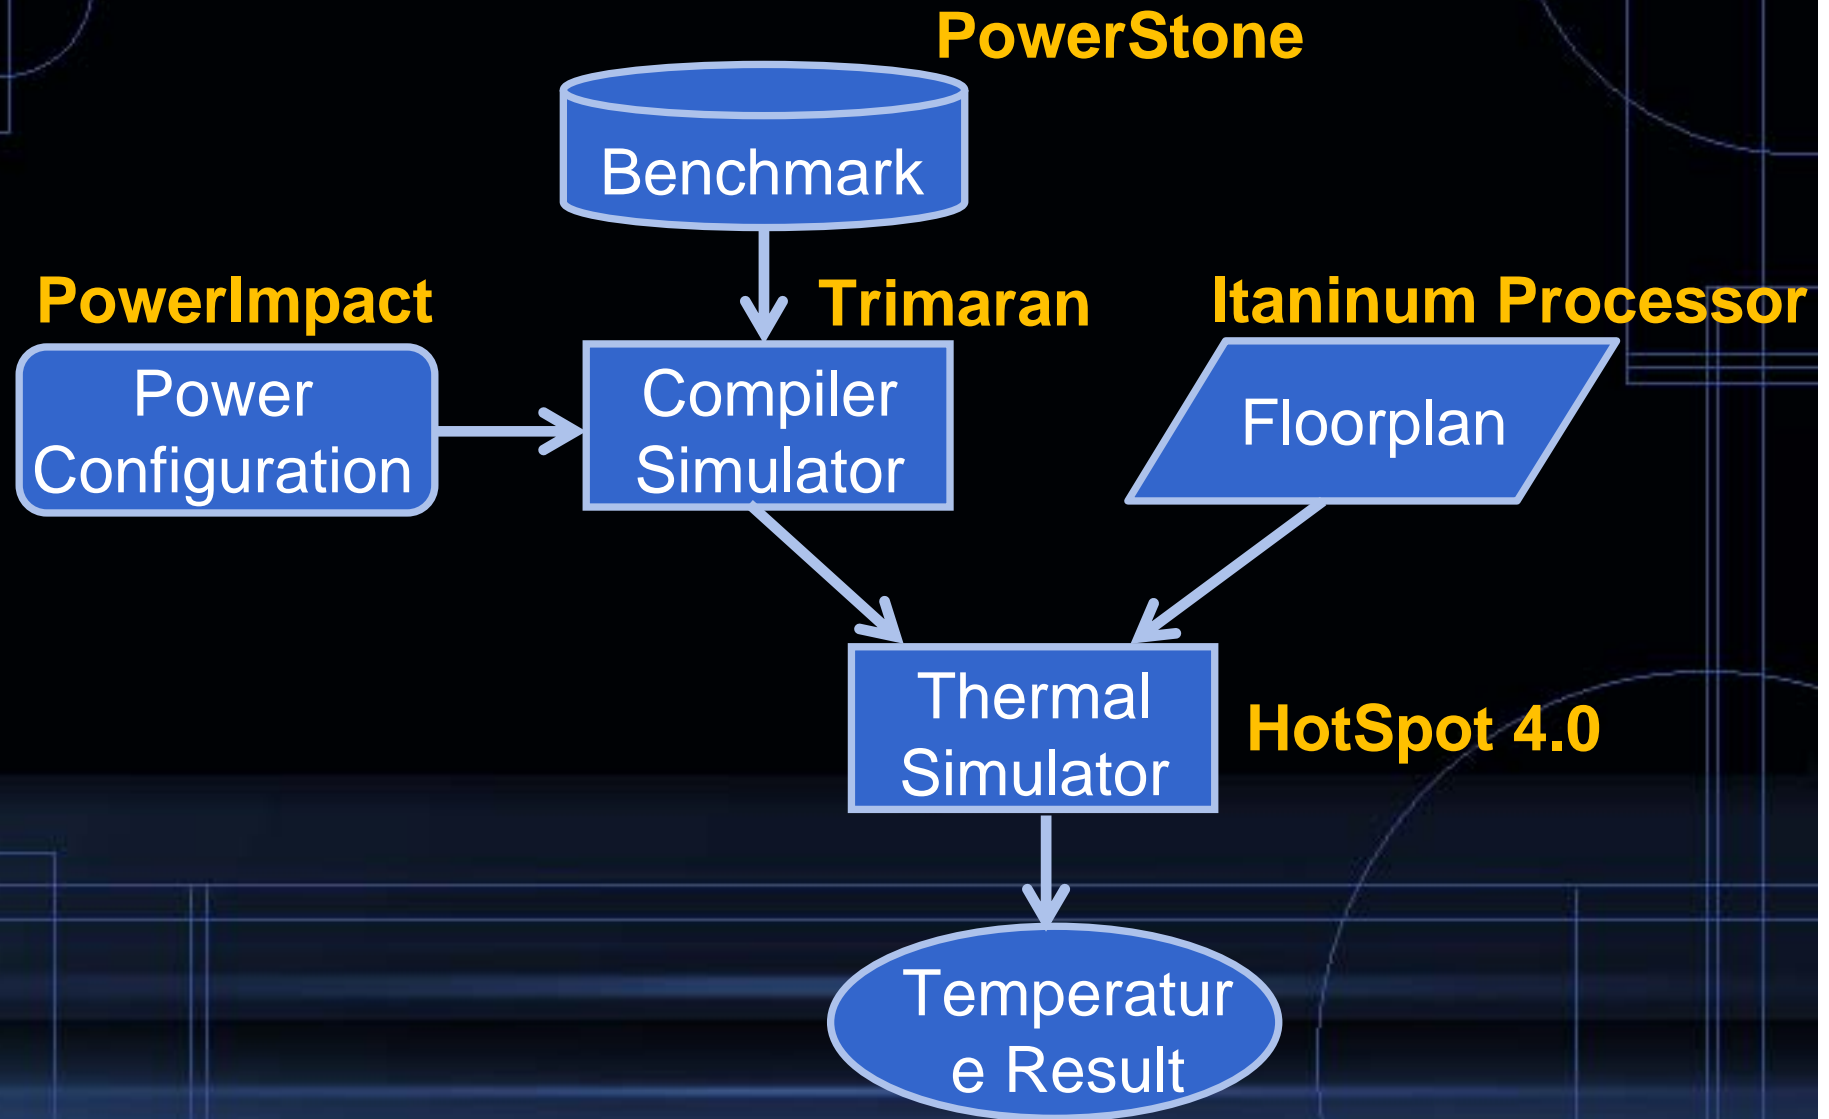 PowerStone
Benchmark
PowerImpact
Trimaran
Itaninum Processor
Power
Configuration
Compiler
Simulator
Floorplan
Thermal
Simulator
HotSpot 4.0
Temperatur
e Result